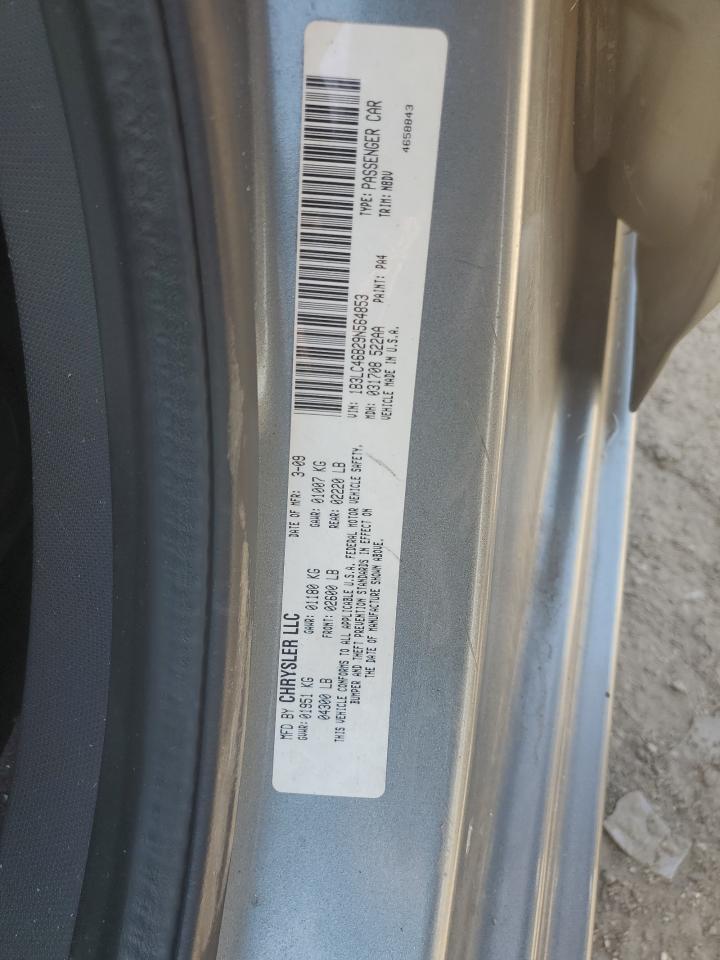 MFD BY CHRYSLER LLC DATE OF MFR: 3-09
GVWR: 01951 KG GAWR: 01180 KG GAWR: 01007 KG
04300 LB FRONT: 02600 LB REAR: 02220 LB
THIS VEHICLE CONFORMS TO ALL APPLICABLE U.S.A. FEDERAL MOTOR VEHICLE SAFETY,
BUMPER AND THEFT PREVENTION STANDARDS IN EFFECT ON
THE DATE OF MANUFACTURE SHOWN ABOVE.
VIN: 1B3LC46B29N564853 TYPE: PASSENGER CAR
MDH: 031708 522AA PAINT: PA4 TRIM: N8DV
VEHICLE MADE IN U.S.A. 4658843